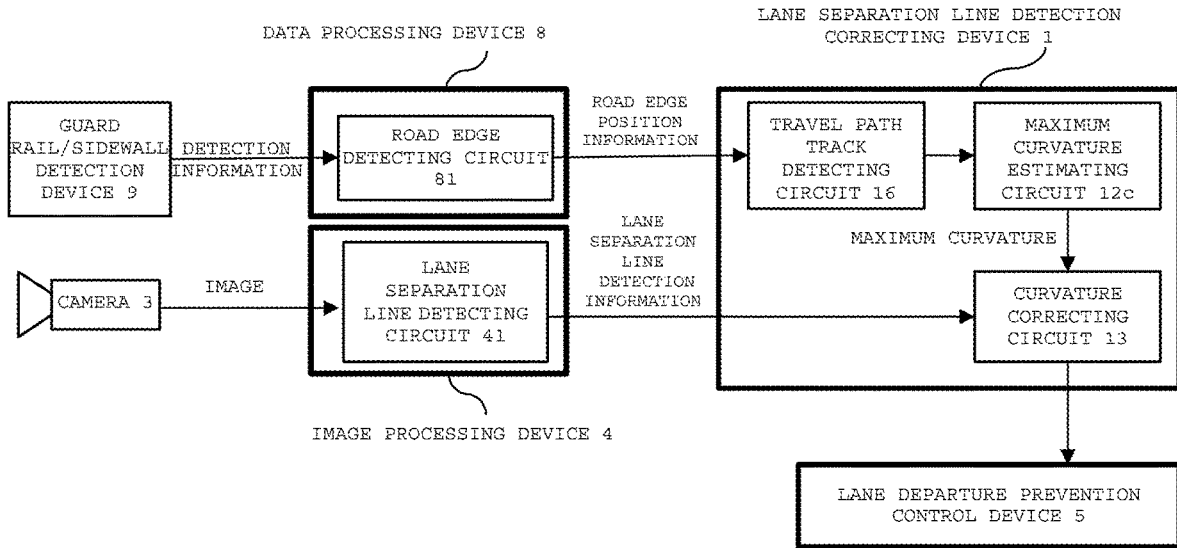 DATA PROCESSING DEVICE 8
LANE SEPARATION LINE DETECTION
CORRECTING DEVICE 1
GUARD
RAIL/SIDEWALL
DETECTION
DEVICE 9
DETECTION
INFORMATION
ROAD EDGE
DETECTING CIRCUIT
81
ROAD EDGE
POSITION
INFORMATION
TRAVEL PATH
TRACK
DETECTING
CIRCUIT 16
MAXIMUM
CURVATURE
ESTIMATING
CIRCUIT 12c
MAXIMUM CURVATURE
CAMERA 3
IMAGE
LANE
SEPARATION
LINE DETECTING
CIRCUIT 41
LANE
SEPARATION
LINE
DETECTION
INFORMATION
CURVATURE
CORRECTING
CIRCUIT 13
IMAGE PROCESSING DEVICE 4
LANE DEPARTURE PREVENTION
CONTROL DEVICE 5